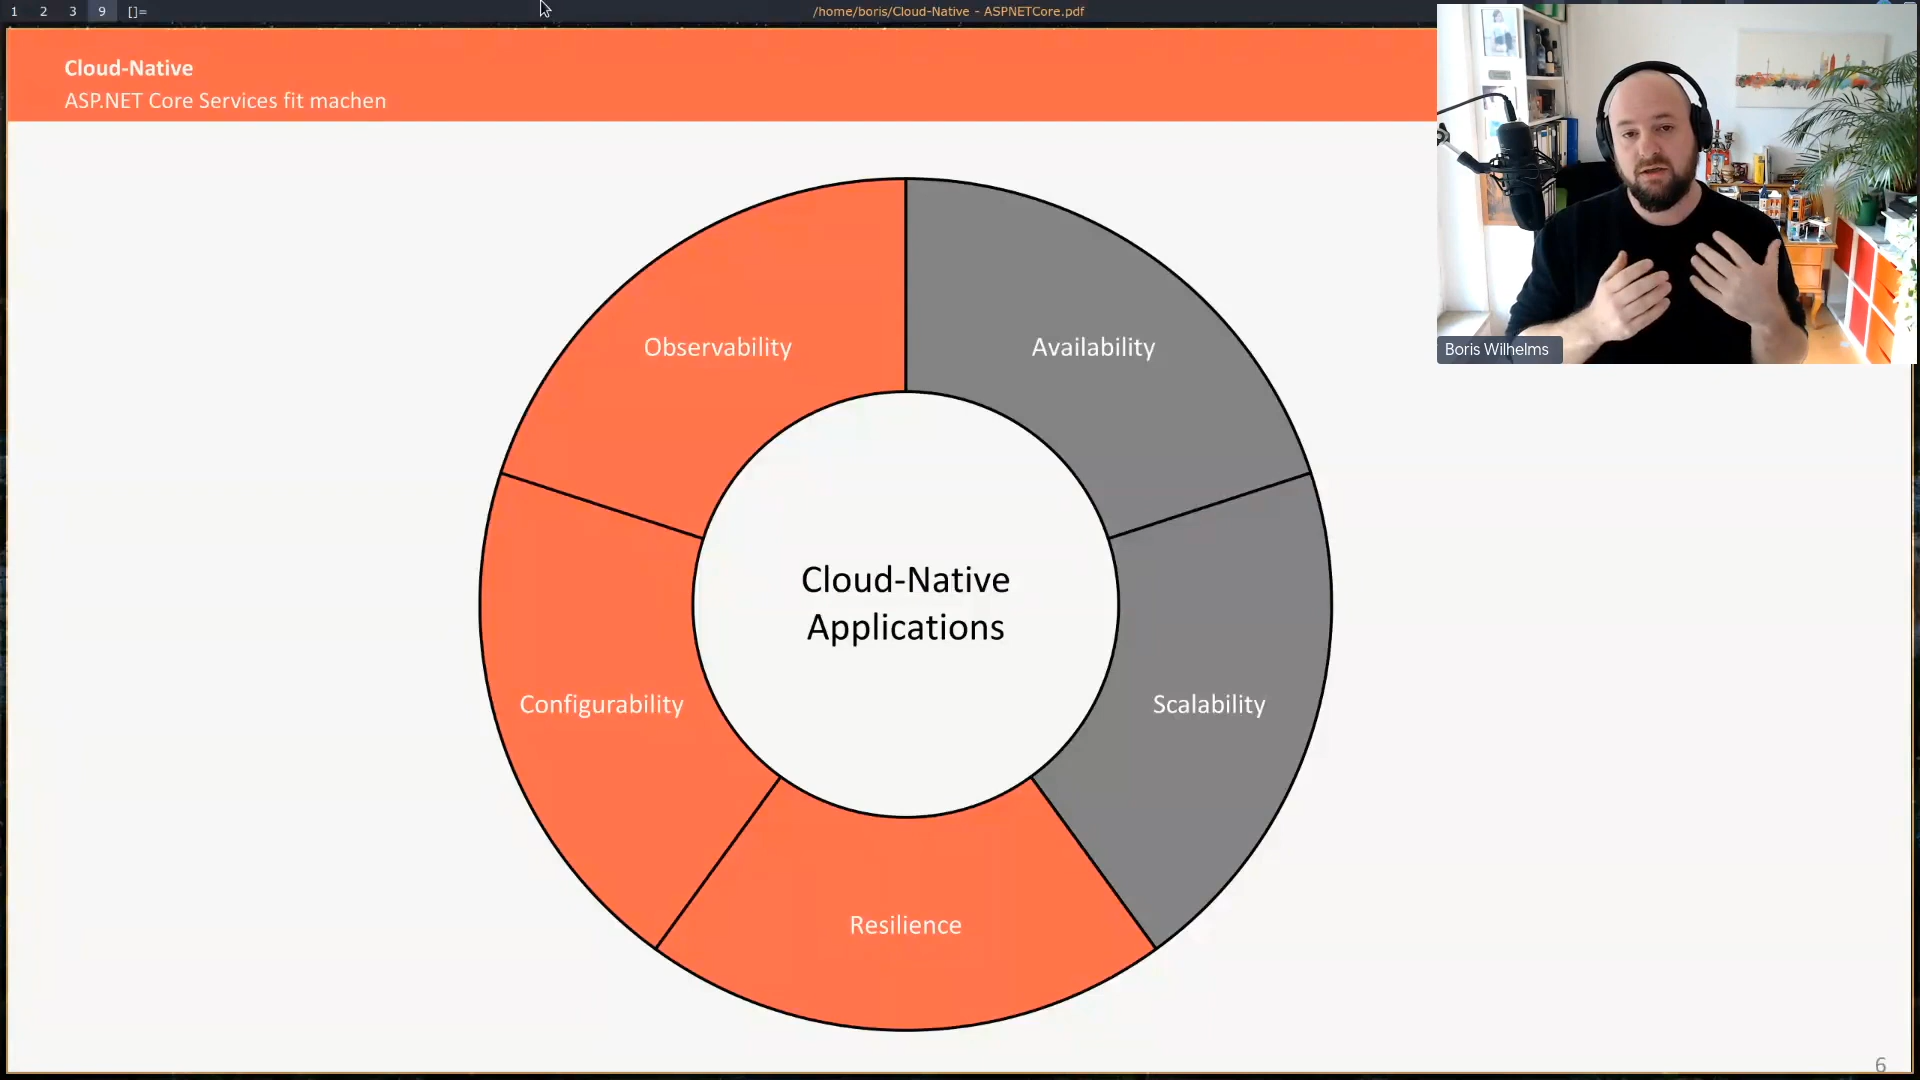 1 2 3 9 []=
/home/boris/Cloud-Native - ASPNETCore.pdf
Cloud-Native
ASP.NET Core Services fit machen
Boris Wilhelms
Observability
Availability
Cloud-Native
Applications
Configurability
Scalability
Resilience
6